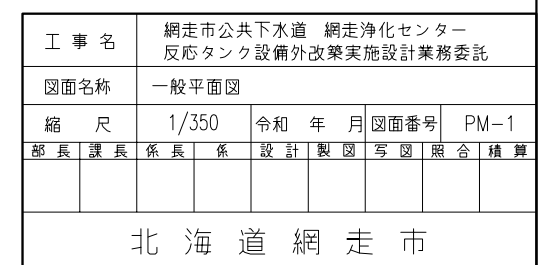 工事名 網走市公共下水道 網走浄化センター
反応タンク設備外改築実施設計業務委託
図面名称 一般平面図
縮尺 1/350 令和 年 月 図面番号 PM-1
部長 課長 係長 係 設計 製図 写図 照合 積算
北海道網走市